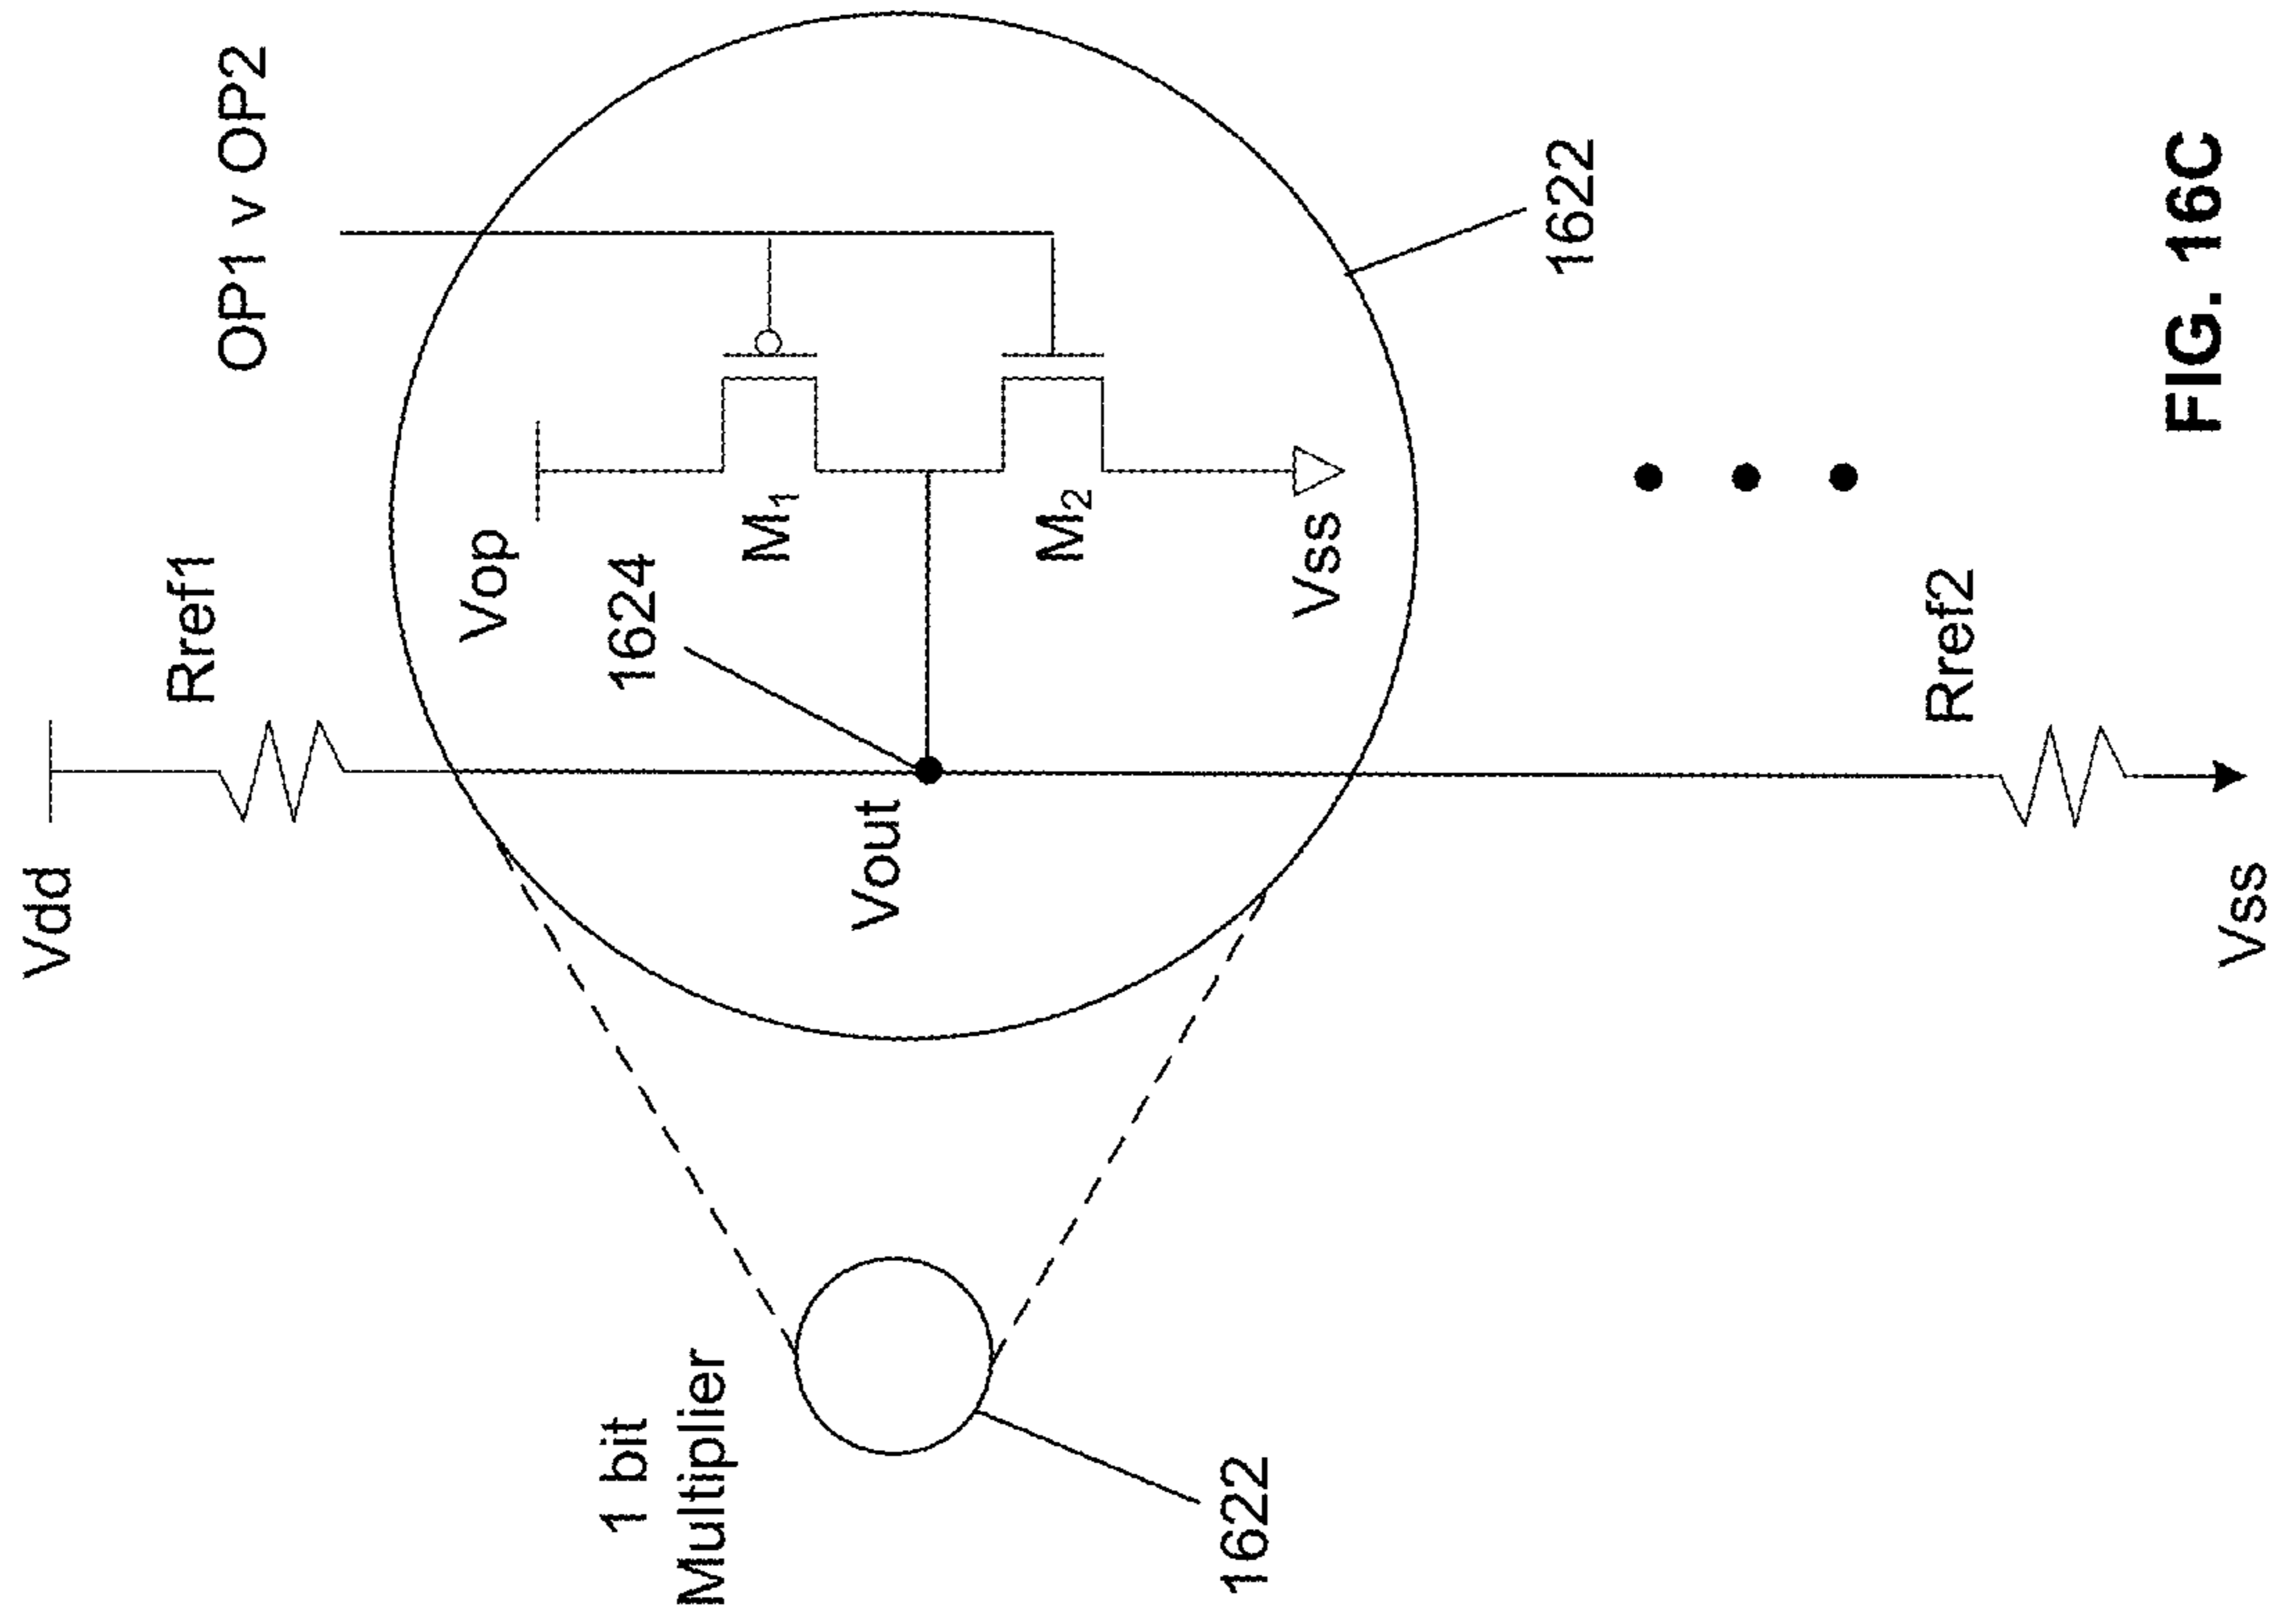 Vdd
Rref1
OP1 v OP2
Vop
1624
M1
Vout
M2
Vss
1622
1 bit
Multiplier
1622
Rref2
Vss
FIG. 16C